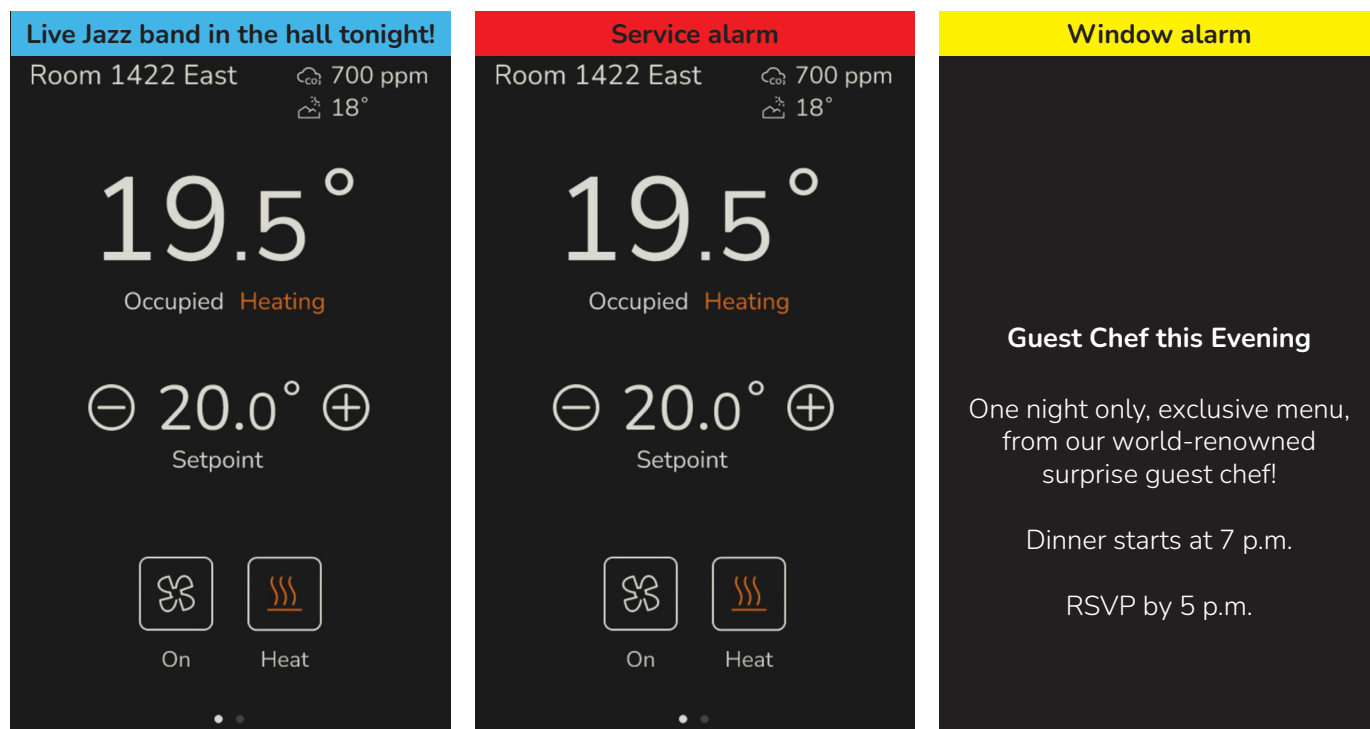 Live Jazz band in the hall tonight!
Room 1422 East
CO₂ 700 ppm
18°
19.5°
Occupied Heating
20.0°
Setpoint
On Heat
Service alarm
Room 1422 East
CO₂ 700 ppm
18°
19.5°
Occupied Heating
20.0°
Setpoint
On Heat
Window alarm
Guest Chef this Evening
One night only, exclusive menu,
from our world-renowned
surprise guest chef!
Dinner starts at 7 p.m.
RSVP by 5 p.m.